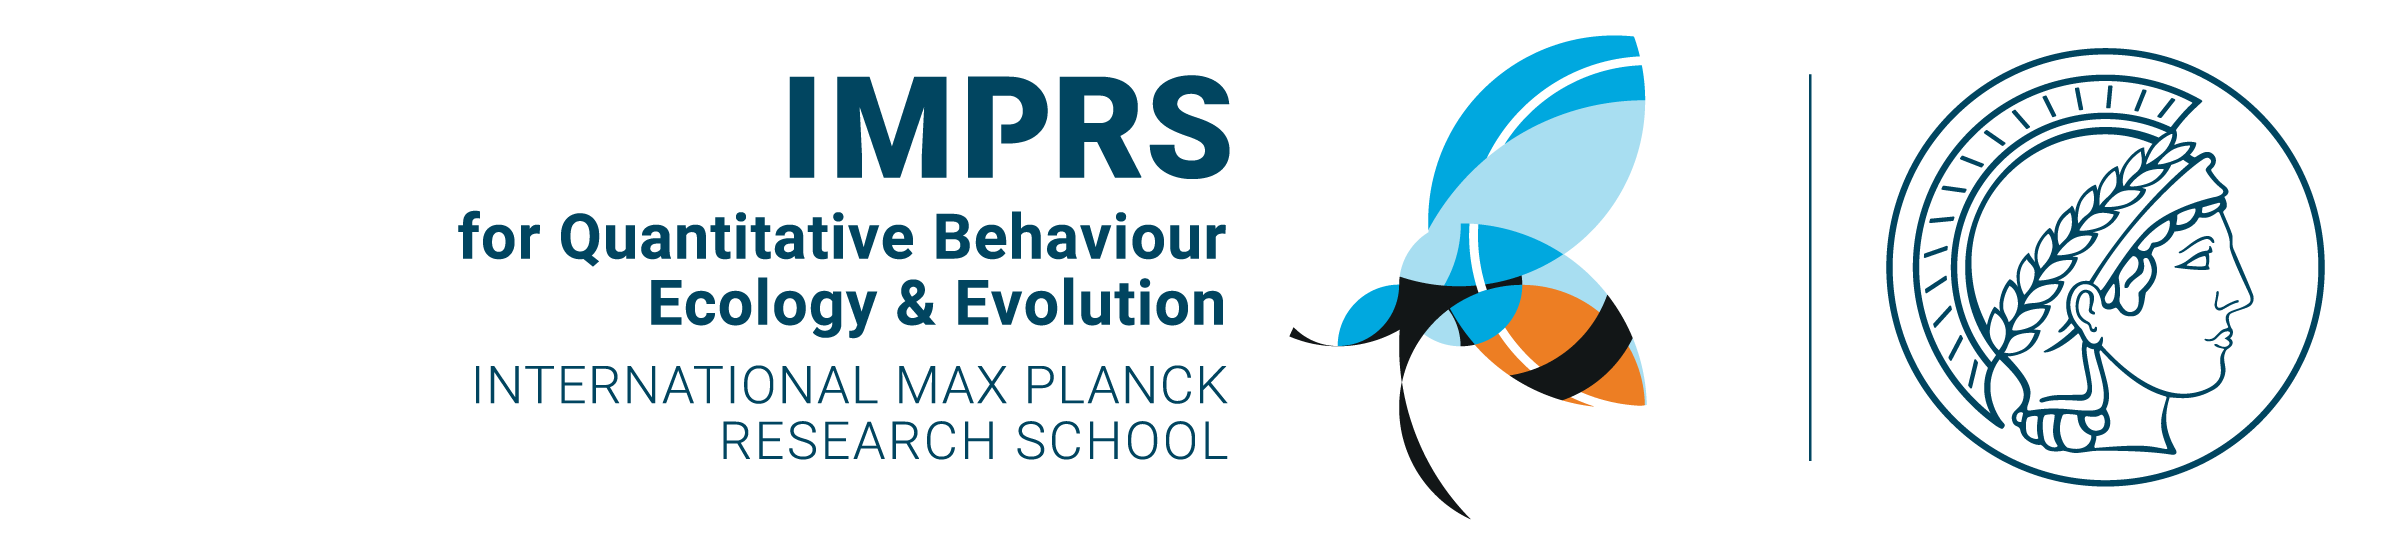 IMPRS
for Quantitative Behaviour
Ecology & Evolution
INTERNATIONAL MAX PLANCK
RESEARCH SCHOOL